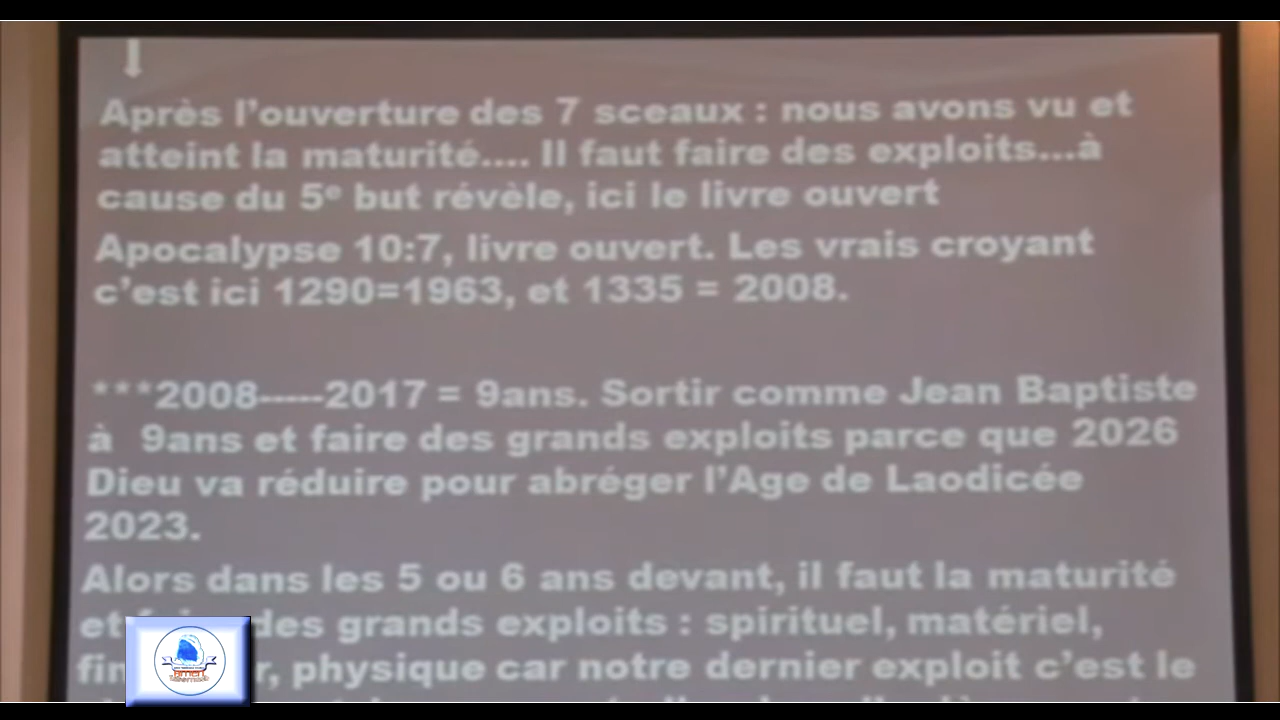 Après l'ouverture des 7 sceaux : nous avons vu et
atteint la maturité.... Il faut faire des exploits...à
cause du 5e but révèle, ici le livre ouvert
Apocalypse 10:7, livre ouvert. Les vrais croyant
c'est ici 1290=1963, et 1335 = 2008.
***2008-----2017 = 9ans. Sortir comme Jean Baptiste
à 9ans et faire des grands exploits parce que 2026
Dieu va réduire pour abréger l'Age de Laodicée
2023.
Alors dans les 5 ou 6 ans devant, il faut la maturité
et des grands exploits : spirituel, matériel,
physique car notre dernier exploit c'est le